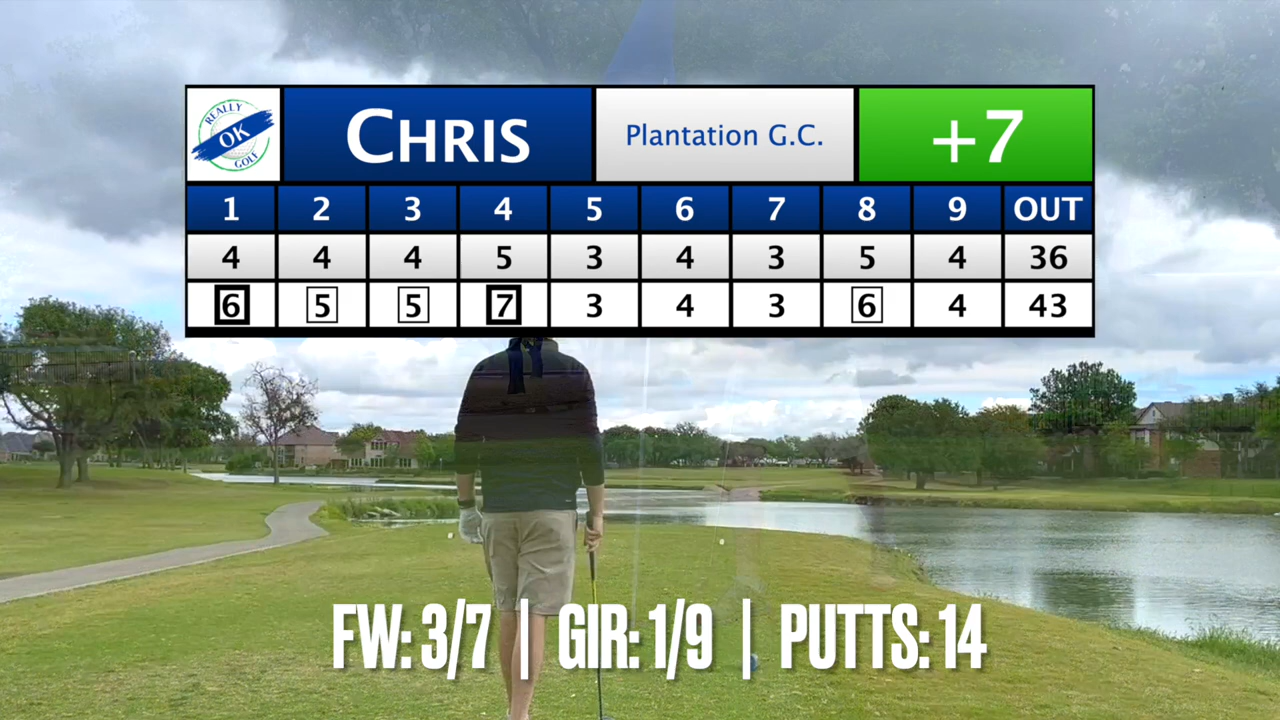 REALLY OK GOLF
CHRIS Plantation G.C. +7
1 2 3 4 5 6 7 8 9 OUT
4 4 4 5 3 4 3 5 4 36
6 5 5 7 3 4 3 6 4 43
FW: 3/7 | GIR: 1/9 | PUTTS: 14